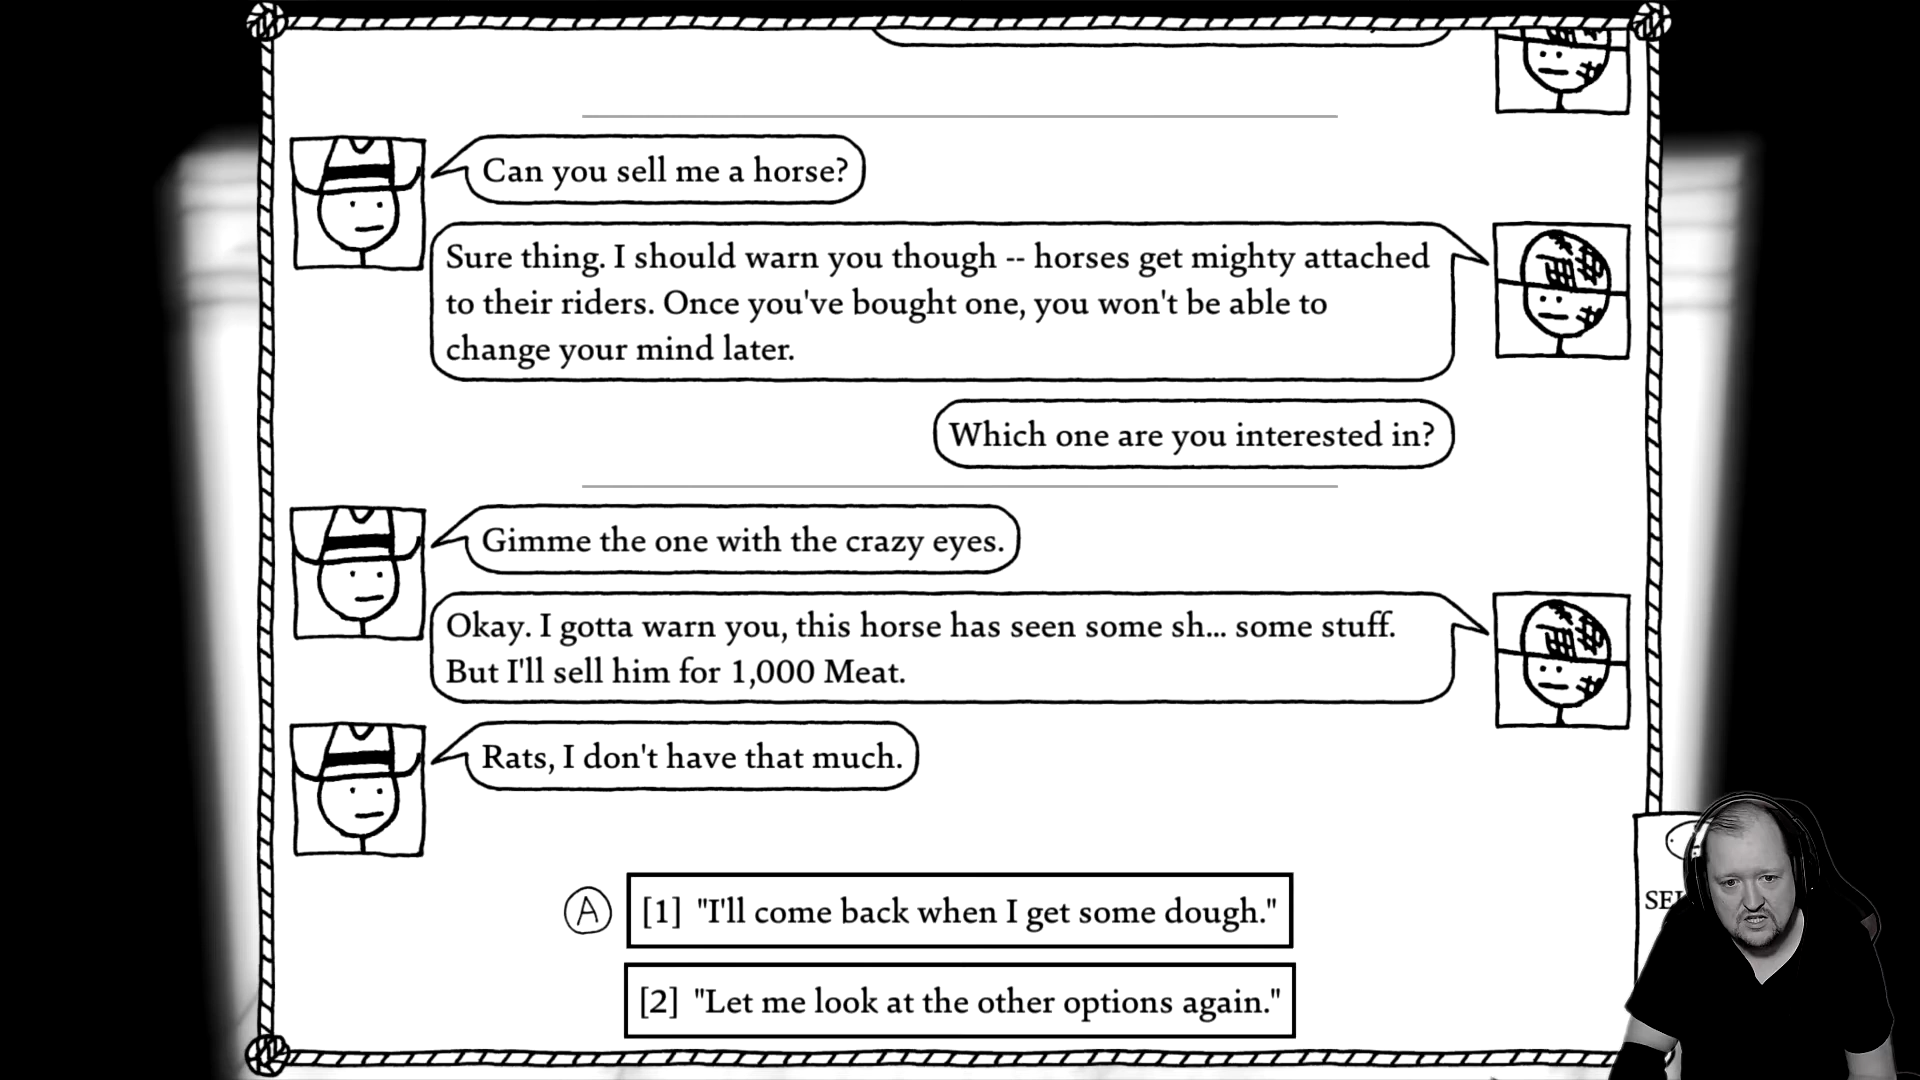 Can you sell me a horse?
Sure thing. I should warn you though -- horses get mighty attached
to their riders. Once you've bought one, you won't be able to
change your mind later.
Which one are you interested in?
Gimme the one with the crazy eyes.
Okay. I gotta warn you, this horse has seen some sh... some stuff.
But I'll sell him for 1,000 Meat.
Rats, I don't have that much.
A [1] "I'll come back when I get some dough."
[2] "Let me look at the other options again."